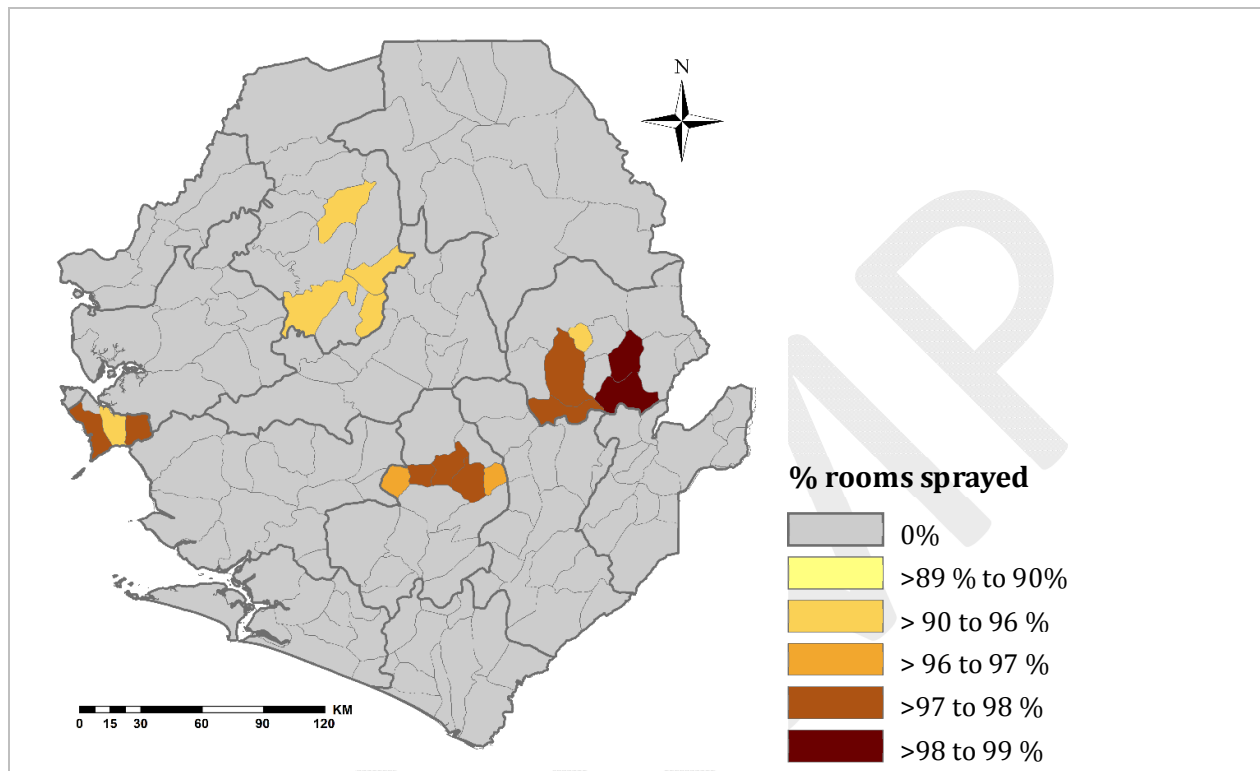 N
% rooms sprayed
0%
>89 % to 90%
> 90 to 96 %
> 96 to 97 %
>97 to 98 %
>98 to 99 %
0 15 30 60 90 120 KM
MP